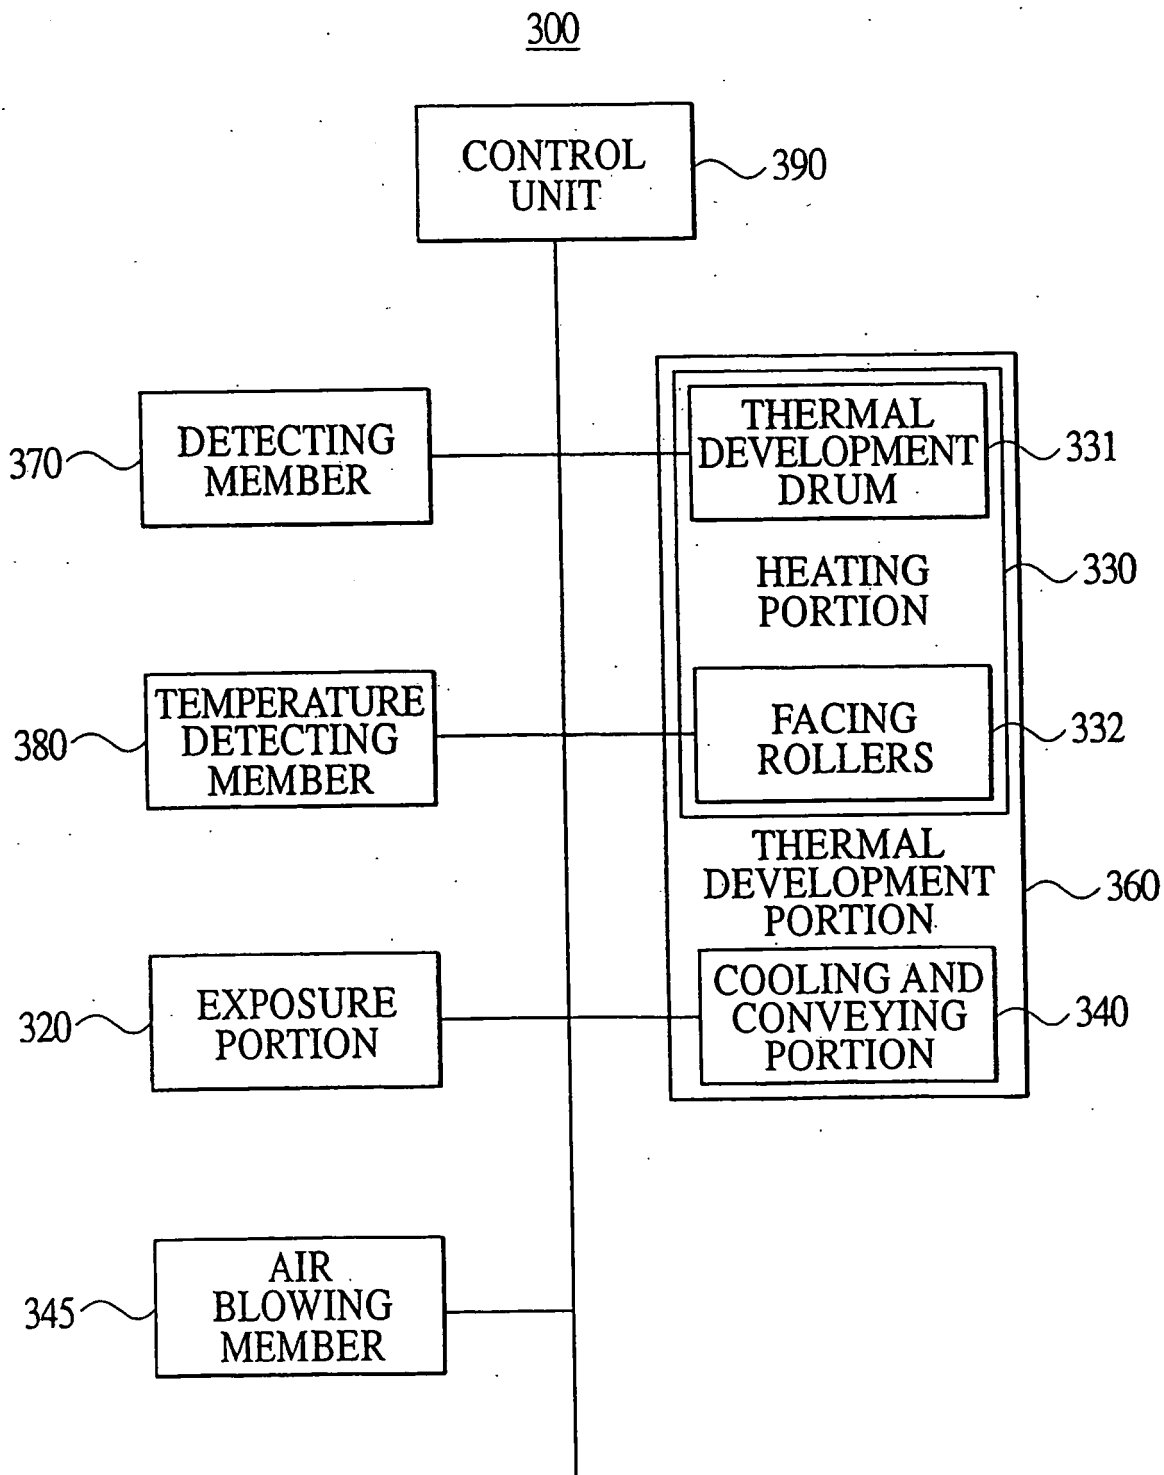 300
CONTROL
UNIT
390
DETECTING
MEMBER
370
THERMAL
DEVELOPMENT
DRUM
331
HEATING
PORTION
330
TEMPERATURE
DETECTING
MEMBER
380
FACING
ROLLERS
332
THERMAL
DEVELOPMENT
PORTION
360
EXPOSURE
PORTION
320
COOLING AND
CONVEYING
PORTION
340
AIR
BLOWING
MEMBER
345